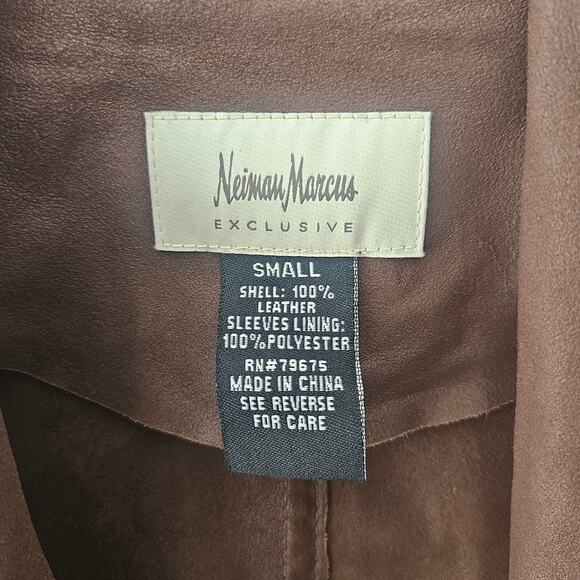 Neiman Marcus
EXCLUSIVE
SMALL
SHELL: 100%
LEATHER
SLEEVES LINING:
100%POLYESTER
RN#79675
MADE IN CHINA
SEE REVERSE
FOR CARE